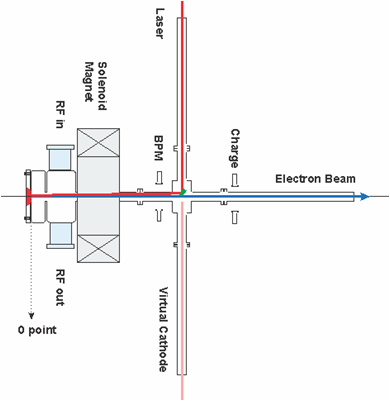 Laser
Solenoid
Magnet
RF in
BPM
Charge
Electron Beam
RF out
Virtual Cathode
0 point